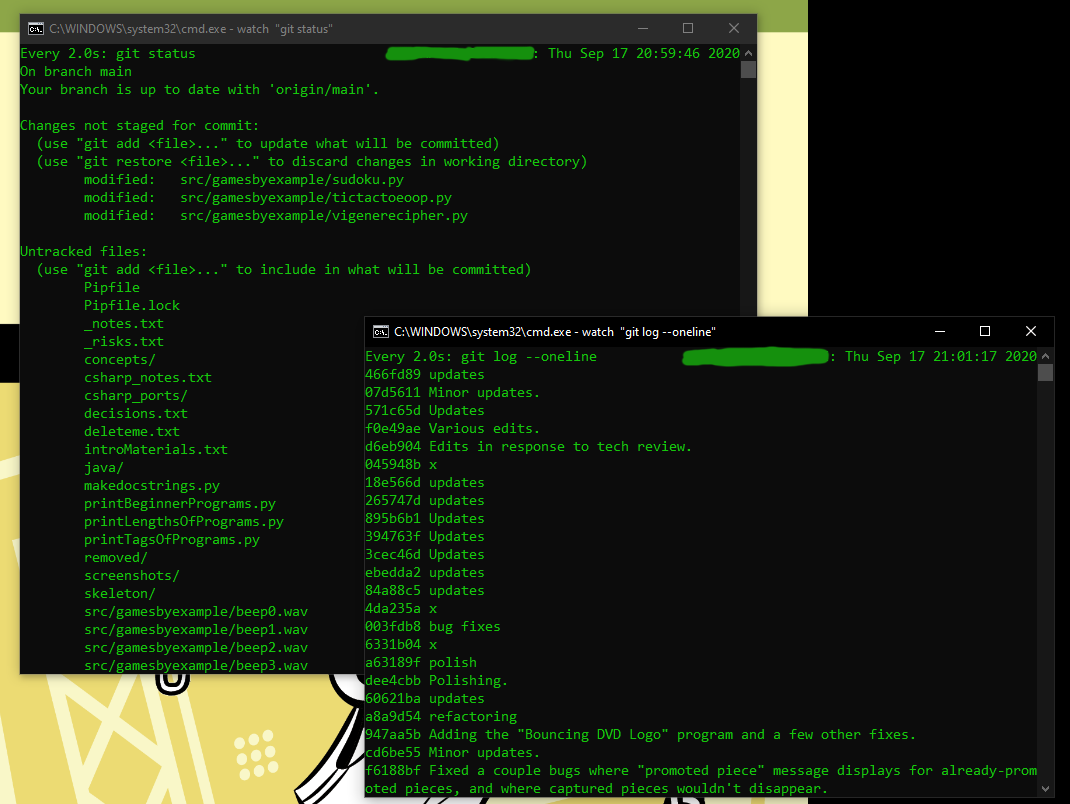 C:\WINDOWS\system32\cmd.exe - watch "git status"
Every 2.0s: git status : Thu Sep 17 20:59:46 2020
On branch main
Your branch is up to date with 'origin/main'.
Changes not staged for commit:
(use "git add <file>..." to update what will be committed)
(use "git restore <file>..." to discard changes in working directory)
modified: src/gamesbyexample/sudoku.py
modified: src/gamesbyexample/tictactoeoop.py
modified: src/gamesbyexample/vigenerecipher.py
Untracked files:
(use "git add <file>..." to include in what will be committed)
Pipfile
Pipfile.lock
_notes.txt
_risks.txt
concepts/
csharp_notes.txt
csharp_ports/
decisions.txt
deleteme.txt
introMaterials.txt
java/
makedocstrings.py
printBeginnerPrograms.py
printLengthsOfPrograms.py
printTagsOfPrograms.py
removed/
screenshots/
skeleton/
src/gamesbyexample/beep0.wav
src/gamesbyexample/beep1.wav
src/gamesbyexample/beep2.wav
src/gamesbyexample/beep3.wav
C:\WINDOWS\system32\cmd.exe - watch "git log --oneline"
Every 2.0s: git log --oneline : Thu Sep 17 21:01:17 2020
466fd89 updates
07d5611 Minor updates.
571c65d Updates
f0e49ae Various edits.
d6eb904 Edits in response to tech review.
045948b x
18e566d updates
265747d updates
895b6b1 Updates
394763f Updates
3cec46d Updates
ebedda2 updates
84a88c5 updates
4da235a x
003fdb8 bug fixes
6331b04 x
a63189f polish
dee4cbb Polishing.
60621ba updates
a8a9d54 refactoring
947aa5b Adding the "Bouncing DVD Logo" program and a few other fixes.
cd6be55 Minor updates.
f6188bf Fixed a couple bugs where "promoted piece" message displays for already-prom
oted pieces, and where captured pieces wouldn't disappear.